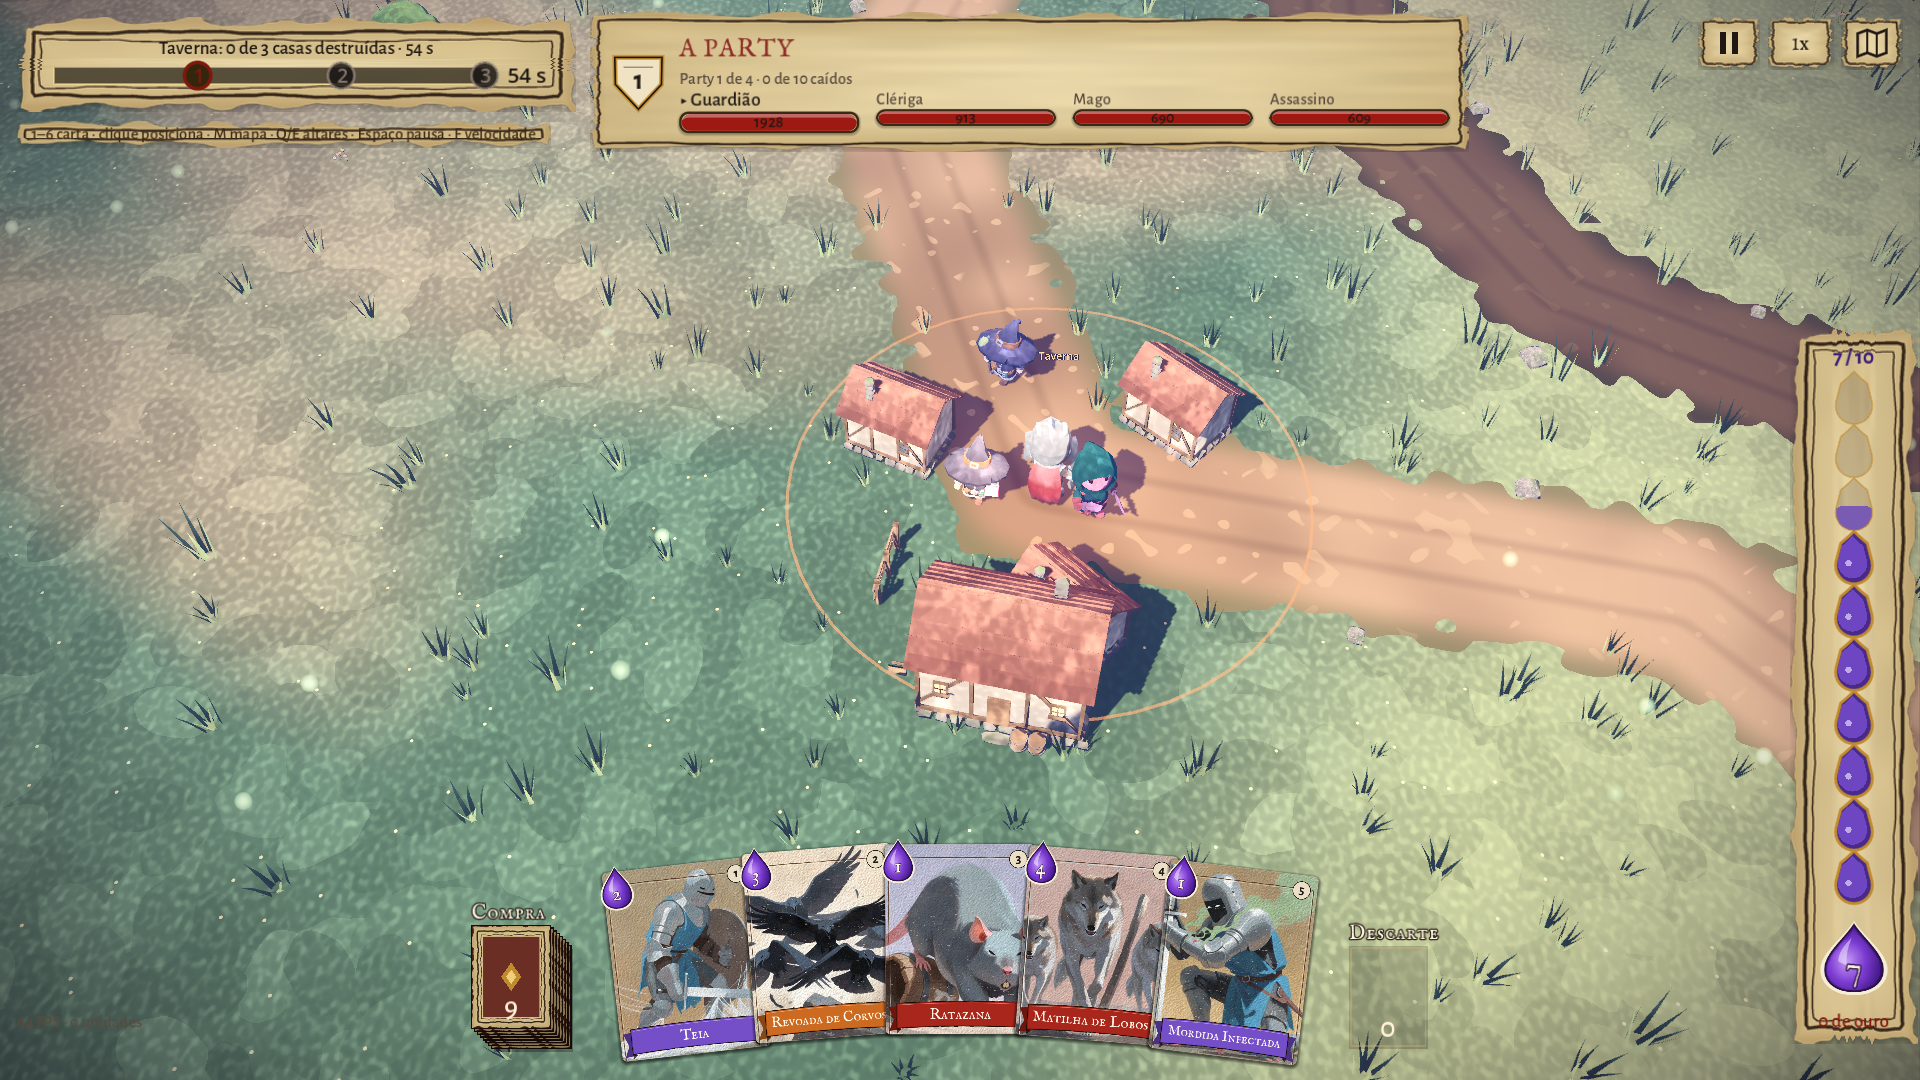 Taverna: 0 de 3 casas destruídas · 54 s
1
2
3
54 s
1–6 carta · clique posiciona · M mapa · Q/E altares · Espaço pausa · F velocidade
1
A PARTY
Party 1 de 4 · 0 de 10 caídos
▸ Guardião
Clériga
Mago
Assassino
1928
913
690
609
1x
Taverna
7/10
7
0 de ouro
Compra
9
2
1
Teia
3
2
Revoada de Corvos
1
3
Ratazana
4
4
Matilha de Lobos
1
5
Mordida Infectada
Descarte
0